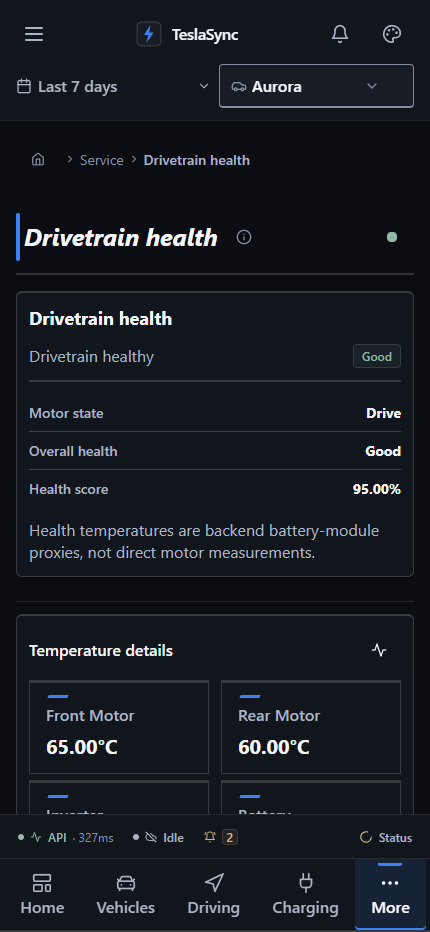 TeslaSync
Last 7 days
Aurora
Service
Drivetrain health
Drivetrain health
Drivetrain health
Drivetrain healthy
Good
Motor state
Drive
Overall health
Good
Health score
95.00%
Health temperatures are backend battery-module
proxies, not direct motor measurements.
Temperature details
Front Motor
Rear Motor
65.00°C
60.00°C
API · 327ms
Idle
2
Status
Home
Vehicles
Driving
Charging
More